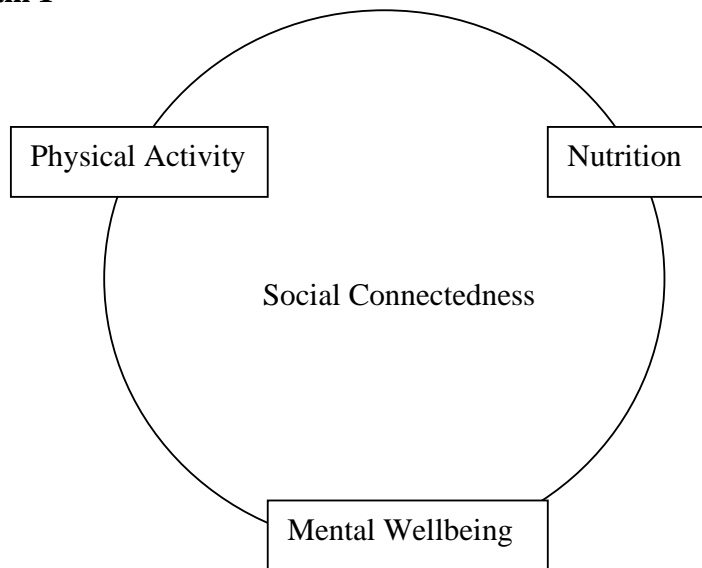 Physical Activity
Nutrition
Social Connectedness
Mental Wellbeing